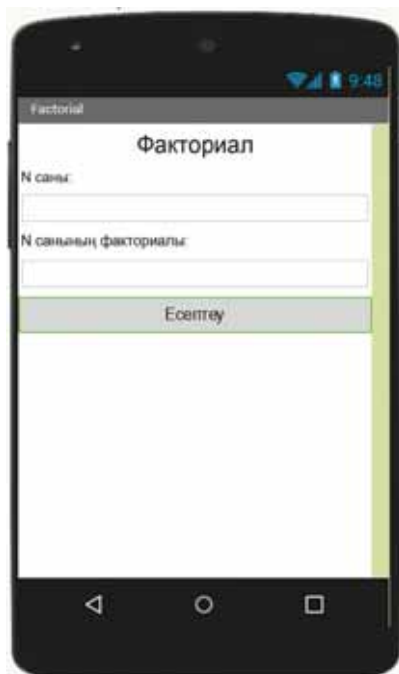 9:48
Factorial
Факториал
N саны:
N санының факториалы:
Есептеу